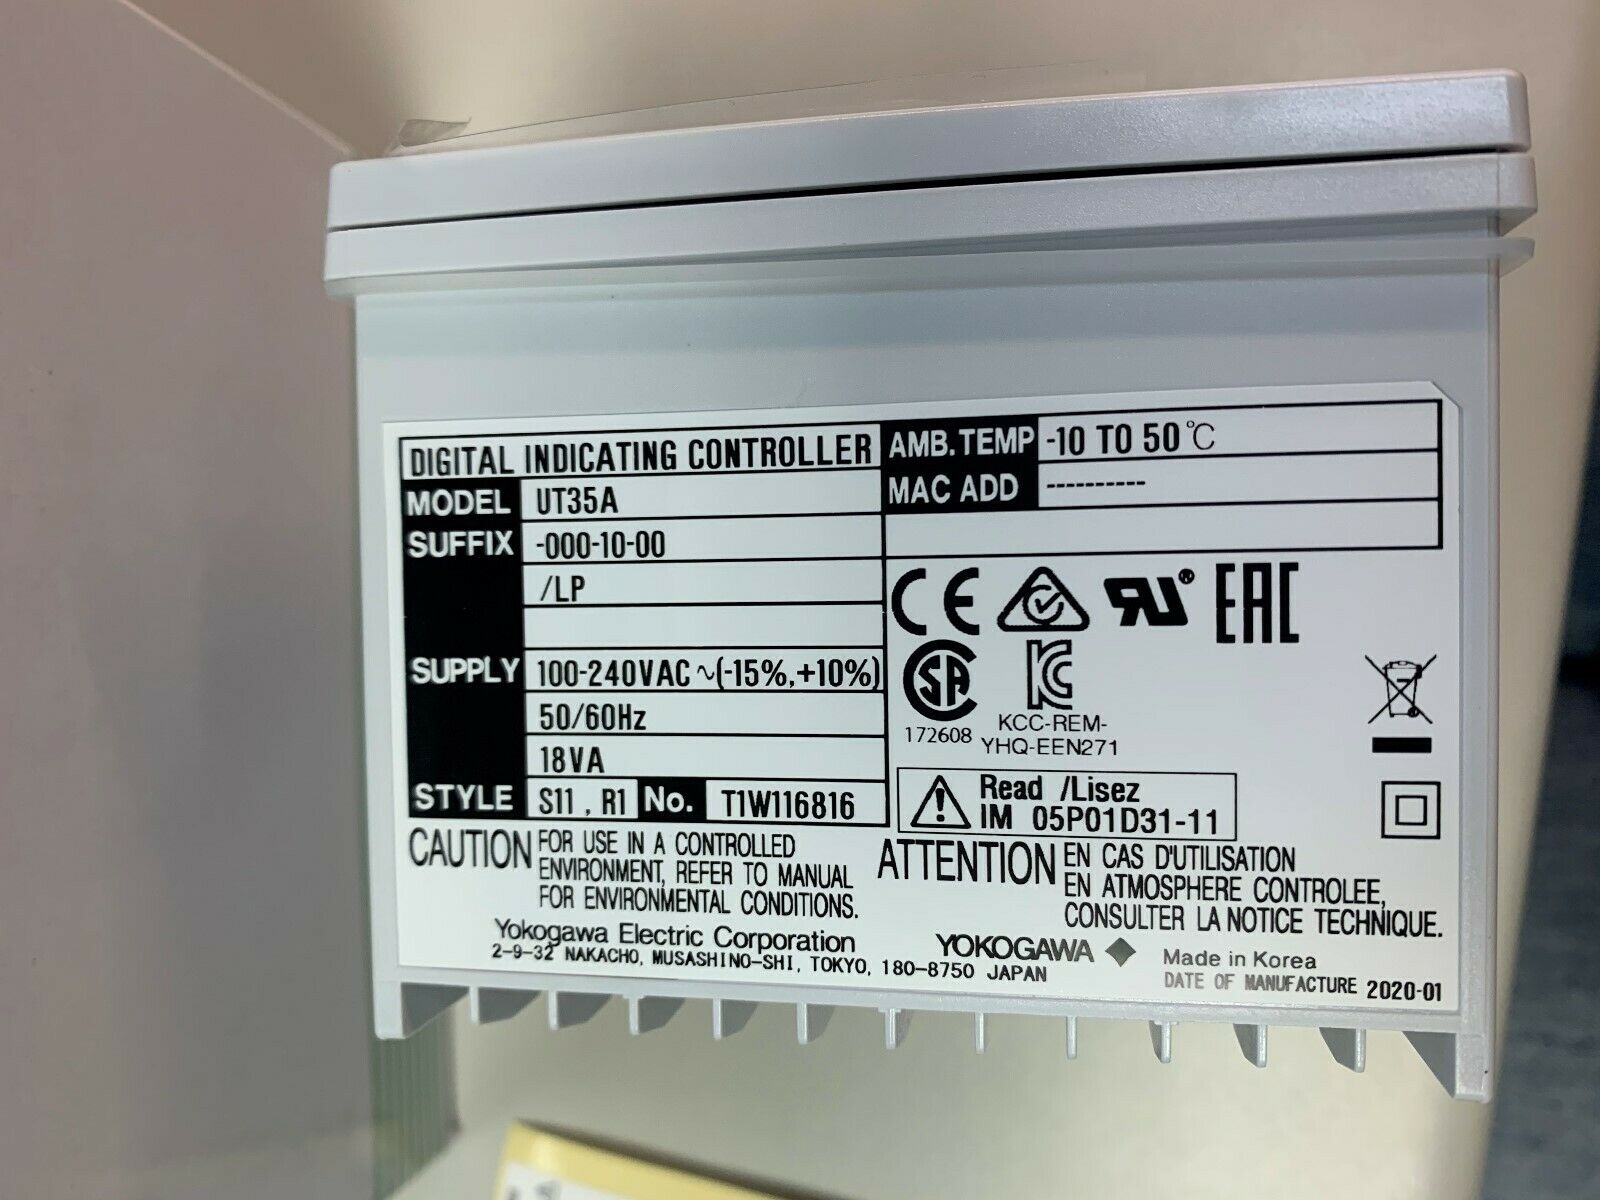 DIGITAL INDICATING CONTROLLER
MODEL UT35A
SUFFIX -000-10-00
/LP
SUPPLY 100-240VAC ~(-15%,+10%)
50/60Hz
18VA
STYLE S11 , R1 No. T1W116816
AMB.TEMP -10 TO 50℃
MAC ADD ----------
CE RU® EAC
SA KC
172608 KCC-REM-
YHQ-EEN271
Read /Lisez
IM 05P01D31-11
CAUTION FOR USE IN A CONTROLLED
ENVIRONMENT, REFER TO MANUAL
FOR ENVIRONMENTAL CONDITIONS.
ATTENTION EN CAS D'UTILISATION
EN ATMOSPHERE CONTROLEE,
CONSULTER LA NOTICE TECHNIQUE.
Yokogawa Electric Corporation
2-9-32 NAKACHO, MUSASHINO-SHI, TOKYO, 180-8750 JAPAN
YOKOGAWA
Made in Korea
DATE OF MANUFACTURE 2020-01